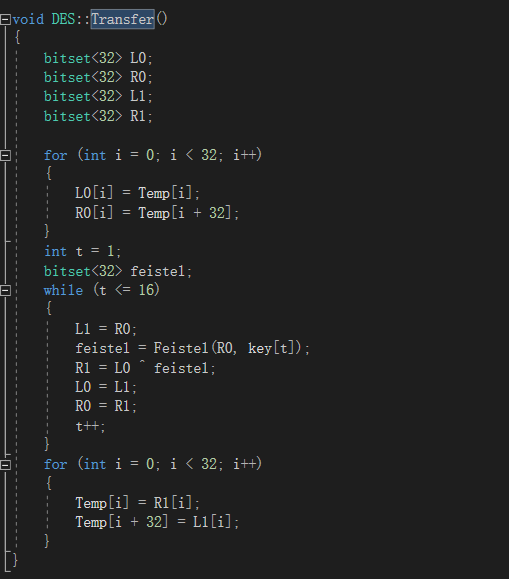 void DES::Transfer()
{
bitset<32> L0;
bitset<32> R0;
bitset<32> L1;
bitset<32> R1;
for (int i = 0; i < 32; i++)
{
L0[i] = Temp[i];
R0[i] = Temp[i + 32];
}
int t = 1;
bitset<32> feistel;
while (t <= 16)
{
L1 = R0;
feistel = Feistel(R0, key[t]);
R1 = L0 ^ feistel;
L0 = L1;
R0 = R1;
t++;
}
for (int i = 0; i < 32; i++)
{
Temp[i] = R1[i];
Temp[i + 32] = L1[i];
}
}